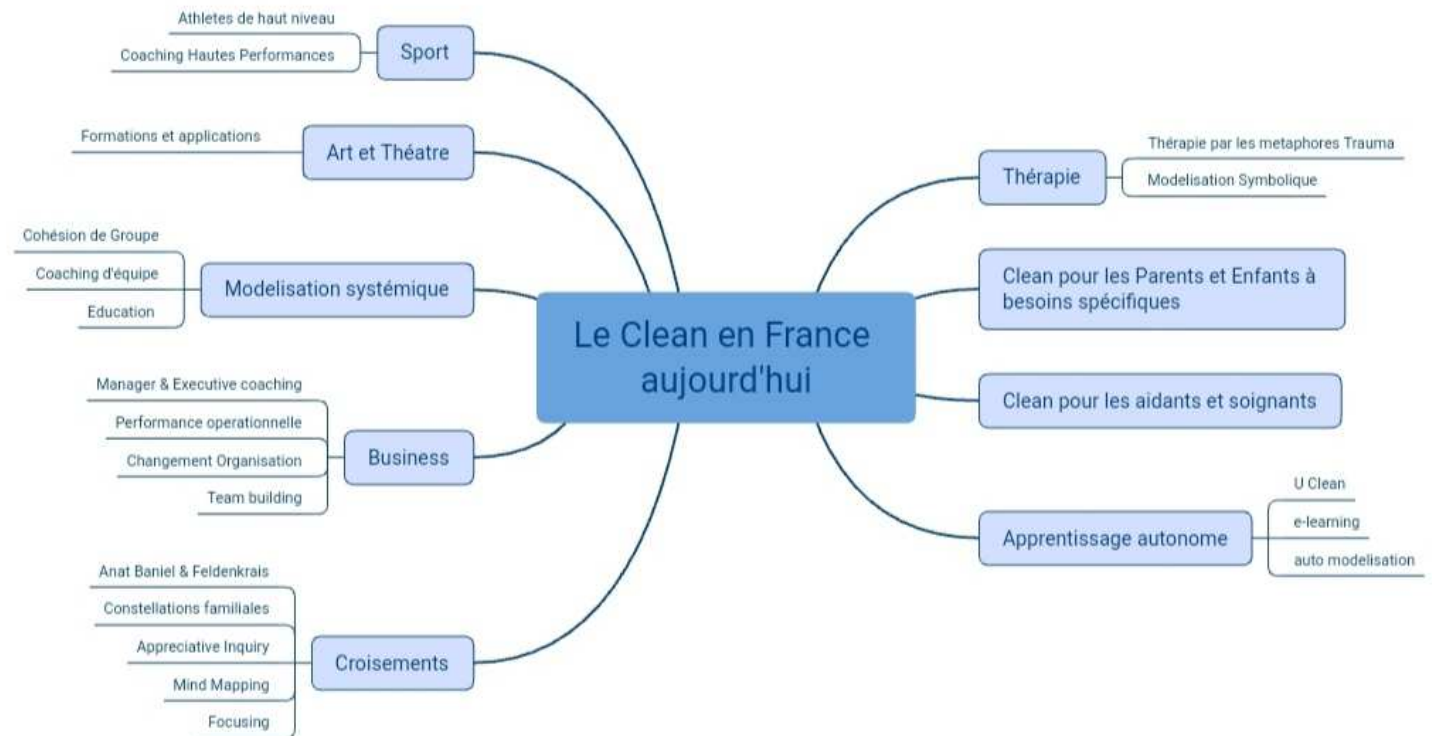 Athletes de haut niveau
Coaching Hautes Performances
Sport
Formations et applications
Art et Théatre
Cohésion de Groupe
Coaching d'équipe
Education
Modelisation systémique
Manager & Executive coaching
Performance operationnelle
Changement Organisation
Team building
Business
Anat Baniel & Feldenkrais
Constellations familiales
Appreciative Inquiry
Mind Mapping
Focusing
Croisements
Le Clean en France
aujourd'hui
Thérapie
Thérapie par les metaphores Trauma
Modelisation Symbolique
Clean pour les Parents et Enfants à
besoins spécifiques
Clean pour les aidants et soignants
Apprentissage autonome
U Clean
e-learning
auto modelisation